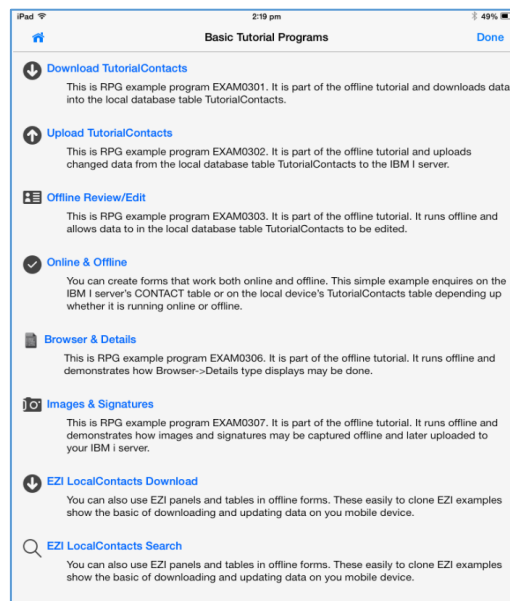 iPad
2:19 pm
49%
Basic Tutorial Programs
Done
Download TutorialContacts
This is RPG example program EXAM0301. It is part of the offline tutorial and downloads data
into the local database table TutorialContacts.
Upload TutorialContacts
This is RPG example program EXAM0302. It is part of the offline tutorial and uploads
changed data from the local database table TutorialContacts to the IBM I server.
Offline Review/Edit
This is RPG example program EXAM0303. It is part of the offline tutorial. It runs offline and
allows data to in the local database table TutorialContacts to be edited.
Online & Offline
You can create forms that work both online and offline. This simple example enquires on the
IBM I server's CONTACT table or on the local device's TutorialContacts table depending up
whether it is running online or offline.
Browser & Details
This is RPG example program EXAM0306. It is part of the offline tutorial. It runs offline and
demonstrates how Browser->Details type displays may be done.
Images & Signatures
This is RPG example program EXAM0307. It is part of the offline tutorial. It runs offline and
demonstrates how images and signatures may be captured offline and later uploaded to
your IBM i server.
EZI LocalContacts Download
You can also use EZI panels and tables in offline forms. These easily to clone EZI examples
show the basic of downloading and updating data on you mobile device.
EZI LocalContacts Search
You can also use EZI panels and tables in offline forms. These easily to clone EZI examples
show the basic of downloading and updating data on you mobile device.